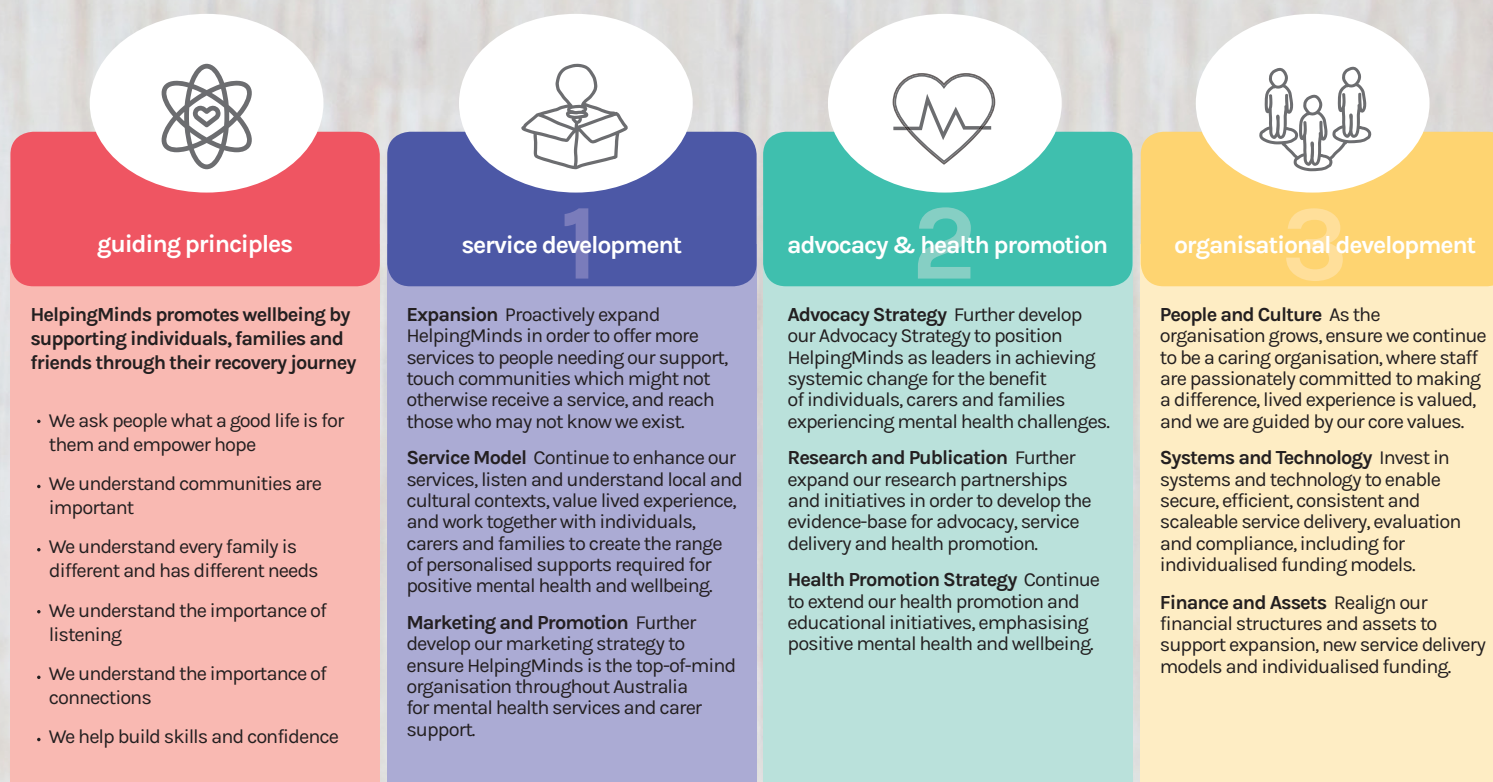 guiding principles
HelpingMinds promotes wellbeing by
supporting individuals, families and
friends through their recovery journey
• We ask people what a good life is for
them and empower hope
• We understand communities are
important
• We understand every family is
different and has different needs
• We understand the importance of
listening
• We understand the importance of
connections
• We help build skills and confidence
1
service development
Expansion Proactively expand
HelpingMinds in order to offer more
services to people needing our support,
touch communities which might not
otherwise receive a service, and reach
those who may not know we exist.
Service Model Continue to enhance our
services, listen and understand local and
cultural contexts, value lived experience,
and work together with individuals,
carers and families to create the range
of personalised supports required for
positive mental health and wellbeing.
Marketing and Promotion Further
develop our marketing strategy to
ensure HelpingMinds is the top-of-mind
organisation throughout Australia
for mental health services and carer
support.
2
advocacy & health promotion
Advocacy Strategy Further develop
our Advocacy Strategy to position
HelpingMinds as leaders in achieving
systemic change for the benefit
of individuals, carers and families
experiencing mental health challenges.
Research and Publication Further
expand our research partnerships
and initiatives in order to develop the
evidence-base for advocacy, service
delivery and health promotion.
Health Promotion Strategy Continue
to extend our health promotion and
educational initiatives, emphasising
positive mental health and wellbeing.
3
organisational development
People and Culture As the
organisation grows, ensure we continue
to be a caring organisation, where staff
are passionately committed to making
a difference, lived experience is valued,
and we are guided by our core values.
Systems and Technology Invest in
systems and technology to enable
secure, efficient, consistent and
scaleable service delivery, evaluation
and compliance, including for
individualised funding models.
Finance and Assets Realign our
financial structures and assets to
support expansion, new service delivery
models and individualised funding.